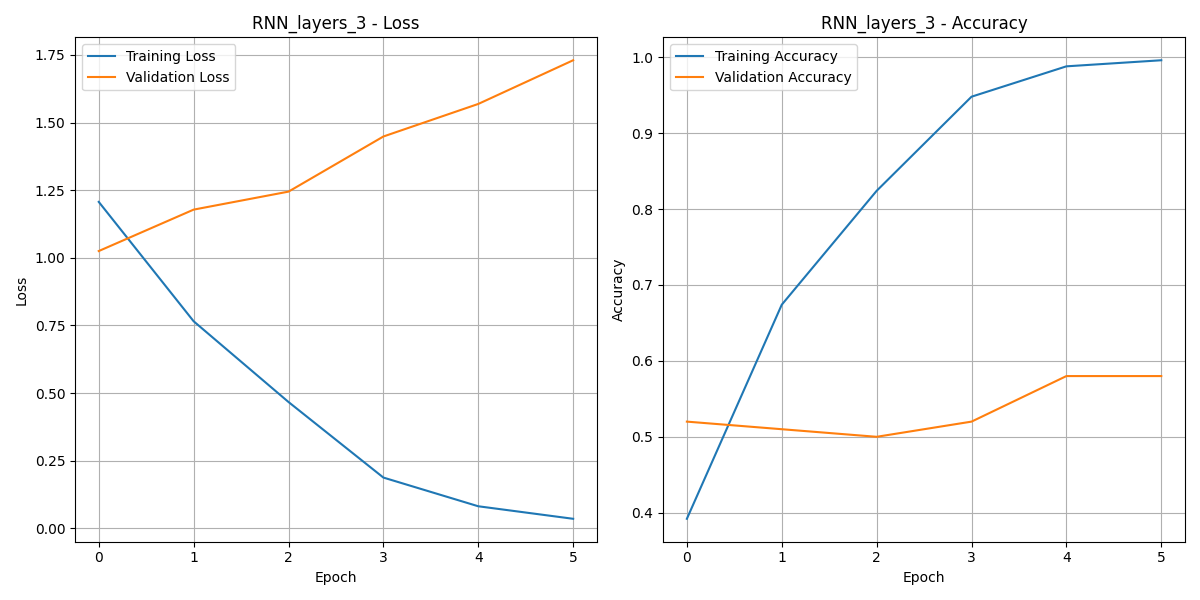 RNN_layers_3 - Loss
Training Loss
Validation Loss
1.75
1.50
1.25
1.00
0.75
0.50
0.25
0.00
Loss
0 1 2 3 4 5
Epoch
RNN_layers_3 - Accuracy
Training Accuracy
Validation Accuracy
1.0
0.9
0.8
0.7
0.6
0.5
0.4
Accuracy
0 1 2 3 4 5
Epoch